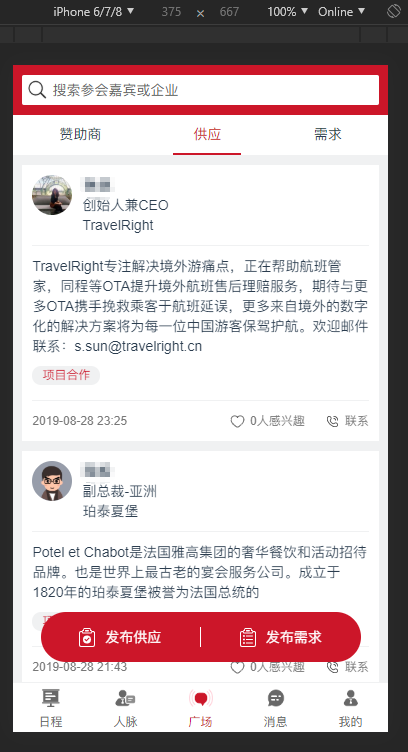 iPhone 6/7/8 ▼ 375 × 667 100% ▼ Online ▼
搜索参会嘉宾或企业
赞助商 供应 需求
创始人兼CEO
TravelRight
TravelRight专注解决境外游痛点，正在帮助航班管
家，同程等OTA提升境外航班售后理赔服务，期待与更
多OTA携手挽救乘客于航班延误，更多来自境外的数字
化的解决方案将为每一位中国游客保驾护航。欢迎邮件
联系：s.sun@travelright.cn
项目合作
2019-08-28 23:25 0人感兴趣 联系
副总裁-亚洲
珀泰夏堡
Potel et Chabot是法国雅高集团的奢华餐饮和活动招待
品牌。也是世界上最古老的宴会服务公司。成立于
1820年的珀泰夏堡被誉为法国总统的
发布供应 发布需求
2019-08-28 21:43 0人感兴趣 联系
日程 人脉 广场 消息 我的